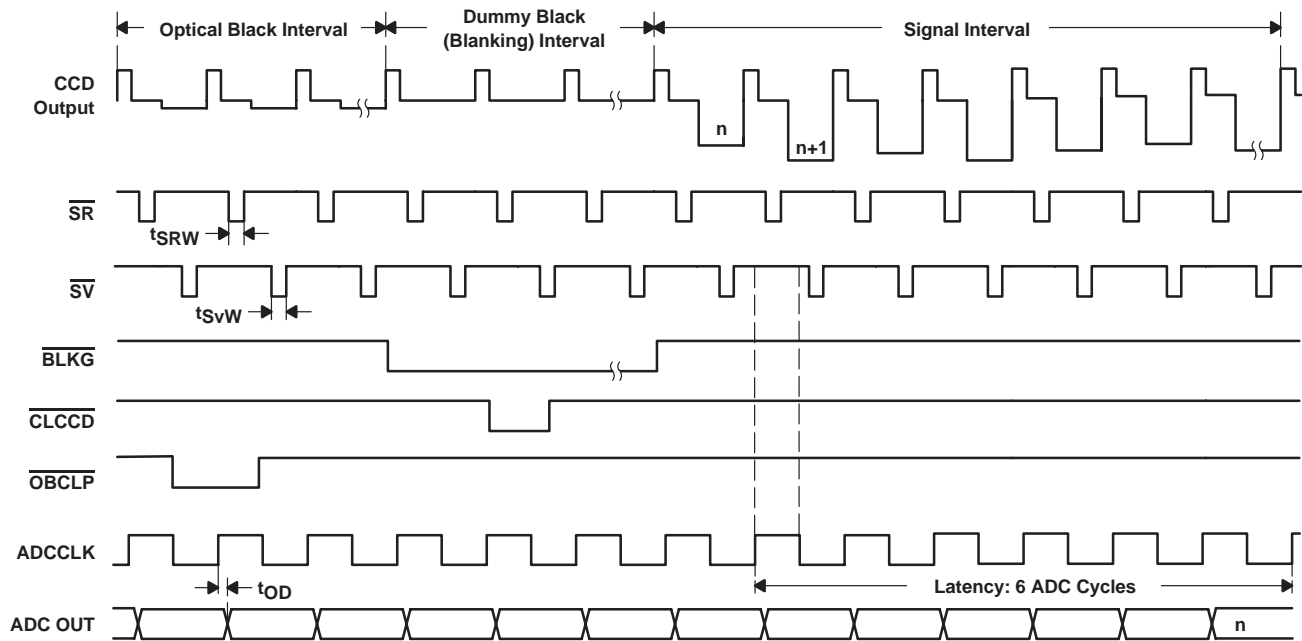 Optical Black Interval
Dummy Black
(Blanking) Interval
Signal Interval
CCD
Output
n
n+1
SR
tSRW
SV
tSvW
BLKG
CLCCD
OBCLP
ADCCLK
tOD
Latency: 6 ADC Cycles
ADC OUT
n